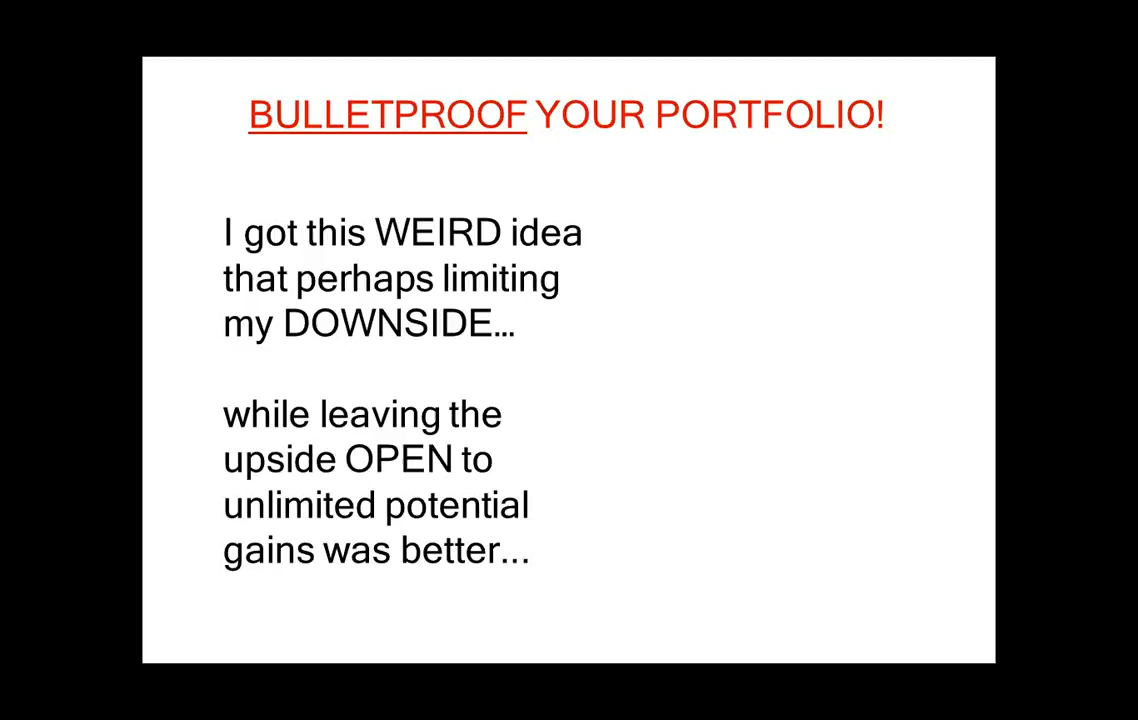 BULLETPROOF YOUR PORTFOLIO!
I got this WEIRD idea
that perhaps limiting
my DOWNSIDE...
while leaving the
upside OPEN to
unlimited potential
gains was better...